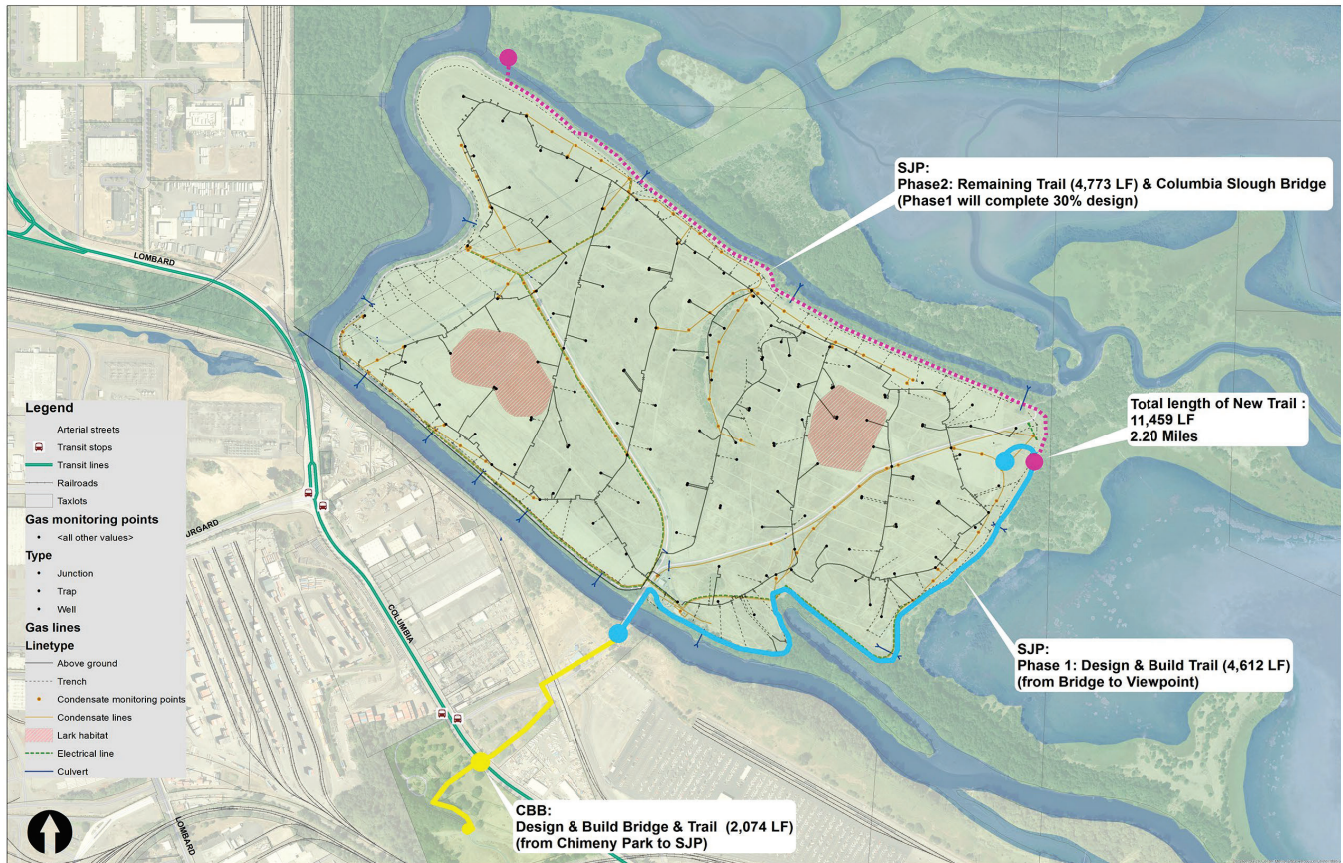 SJP:
Phase2: Remaining Trail (4,773 LF) & Columbia Slough Bridge
(Phase1 will complete 30% design)
LOMBARD
Total length of New Trail :
11,459 LF
2.20 Miles
Legend
Arterial streets
Transit stops
Transit lines
Railroads
Taxlots
Gas monitoring points
<all other values>
Type
Junction
Trap
Well
Gas lines
Linetype
Above ground
Trench
Condensate monitoring points
Condensate lines
Lark habitat
Electrical line
Culvert
URGARD
COLUMBIA
SJP:
Phase 1: Design & Build Trail (4,612 LF)
(from Bridge to Viewpoint)
CBB:
Design & Build Bridge & Trail (2,074 LF)
(from Chimeny Park to SJP)
LOMBARD